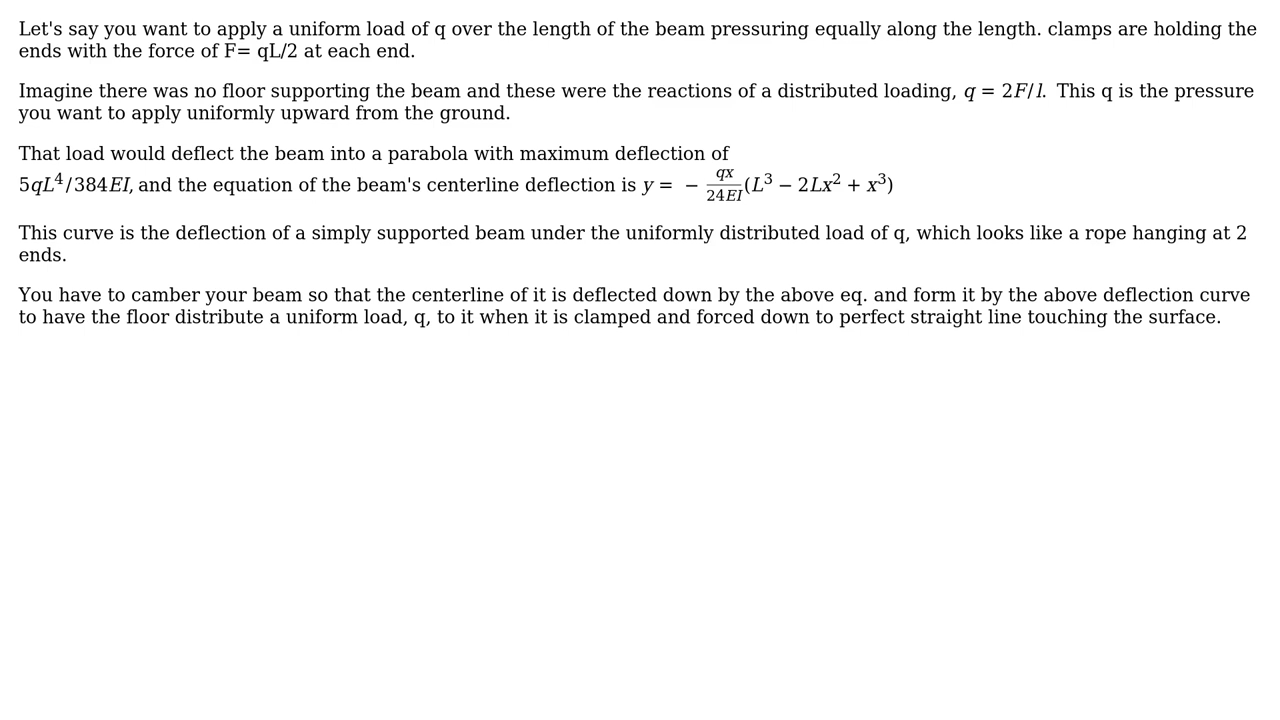 Let's say you want to apply a uniform load of q over the length of the beam pressuring equally along the length. clamps are holding the
ends with the force of F= qL/2 at each end.
Imagine there was no floor supporting the beam and these were the reactions of a distributed loading, q = 2F/l. This q is the pressure
you want to apply uniformly upward from the ground.
That load would deflect the beam into a parabola with maximum deflection of
5qL⁴/384EI, and the equation of the beam's centerline deflection is y = − \frac{qx}{24EI}(L³ − 2Lx² + x³)
This curve is the deflection of a simply supported beam under the uniformly distributed load of q, which looks like a rope hanging at 2
ends.
You have to camber your beam so that the centerline of it is deflected down by the above eq. and form it by the above deflection curve
to have the floor distribute a uniform load, q, to it when it is clamped and forced down to perfect straight line touching the surface.